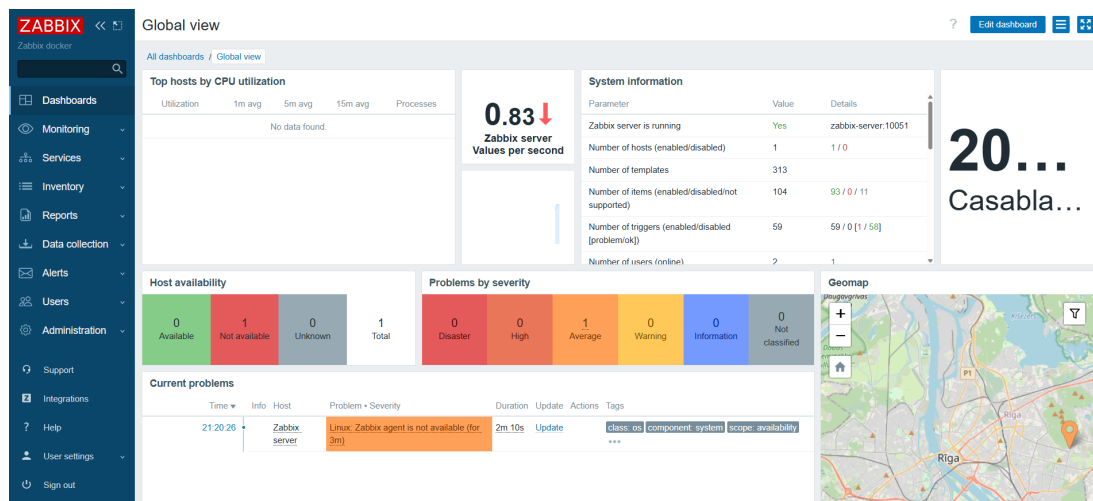 ZABBIX
Zabbix docker
Dashboards
Monitoring
Services
Inventory
Reports
Data collection
Alerts
Users
Administration
Support
Z Integrations
? Help
User settings
Sign out
Global view
? Edit dashboard
All dashboards / Global view
Top hosts by CPU utilization
Utilization 1m avg 5m avg 15m avg Processes
No data found.
0.83
Zabbix server
Values per second
System information
Parameter Value Details
Zabbix server is running Yes zabbix-server:10051
Number of hosts (enabled/disabled) 1 1 / 0
Number of templates 313
Number of items (enabled/disabled/not supported) 104 93 / 0 / 11
Number of triggers (enabled/disabled [problem/ok]) 59 59 / 0 [1 / 58]
Number of users (online) 2 1
20...
Casabla...
Host availability
0 Available
1 Not available
0 Unknown
1 Total
Problems by severity
0 Disaster
0 High
1 Average
0 Warning
0 Information
0 Not classified
Geomap
+
−
Daugavgrīvas
P1
Rīga
Rīga
Current problems
Time Info Host Problem • Severity Duration Update Actions Tags
21:20:26 Zabbix server Linux: Zabbix agent is not available (for 3m) 2m 10s Update class: os component: system scope: availability
•••